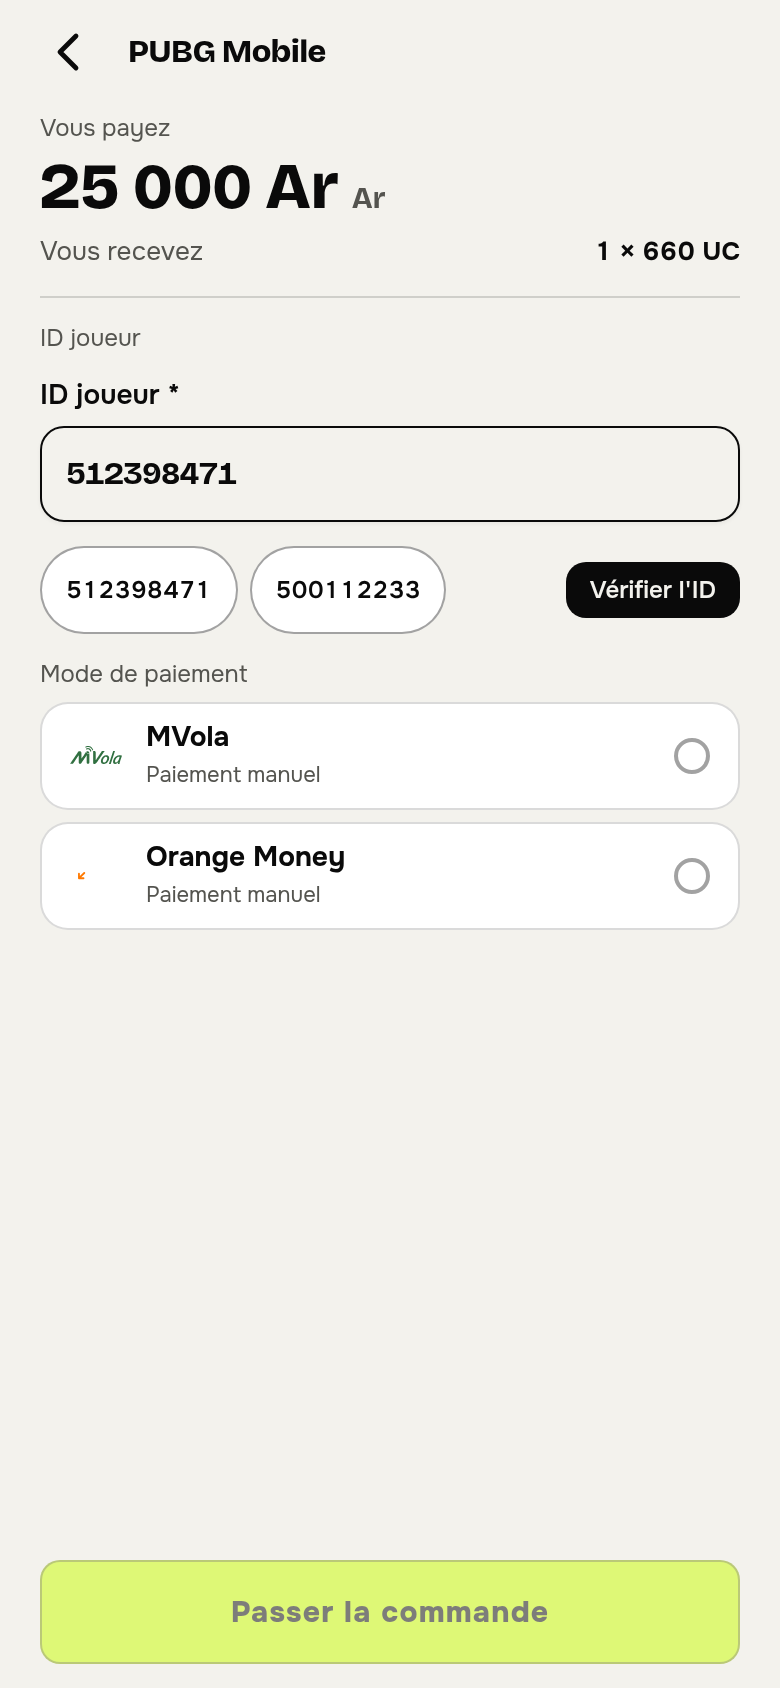 PUBG Mobile
Vous payez
25 000 Ar Ar
Vous recevez 1 × 660 UC
ID joueur
ID joueur *
512398471
512398471 500112233 Vérifier l'ID
Mode de paiement
MVola MVola
Paiement manuel
Orange Money
Paiement manuel
Passer la commande